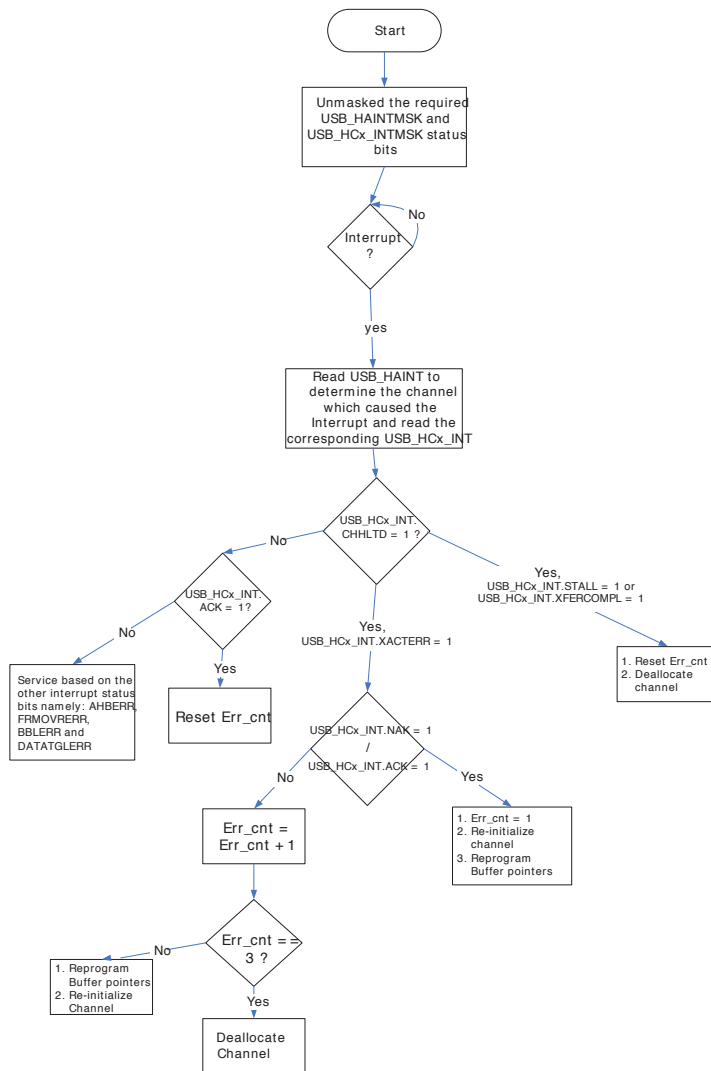 Start
Unmasked the required
USB_HAINTMSK and
USB_HCx_INTMSK status
bits
No
Interrupt
?
yes
Read USB_HAINT to
determine the channel
which caused the
Interrupt and read the
corresponding USB_HCx_INT
USB_HCx_INT.
CHHLTD = 1 ?
No
Yes,
USB_HCx_INT.STALL = 1 or
USB_HCx_INT.XFERCOMPL = 1
USB_HCx_INT.
ACK = 1?
No
Yes,
USB_HCx_INT.XACTERR = 1
Yes
Service based on the
other interrupt status
bits namely: AHBERR,
FRMOVRERR,
BBLERR and
DATATGLERR
Reset Err_cnt
1. Reset Err_cnt
2. Deallocate
channel
USB_HCx_INT.NAK = 1
/
USB_HCx_INT.ACK = 1
No
Yes
Err_cnt =
Err_cnt + 1
1. Err_cnt = 1
2. Re-initialize
channel
3. Reprogram
Buffer pointers
Err_cnt ==
3 ?
No
1. Reprogram
Buffer pointers
2. Re-initialize
Channel
Yes
Deallocate
Channel